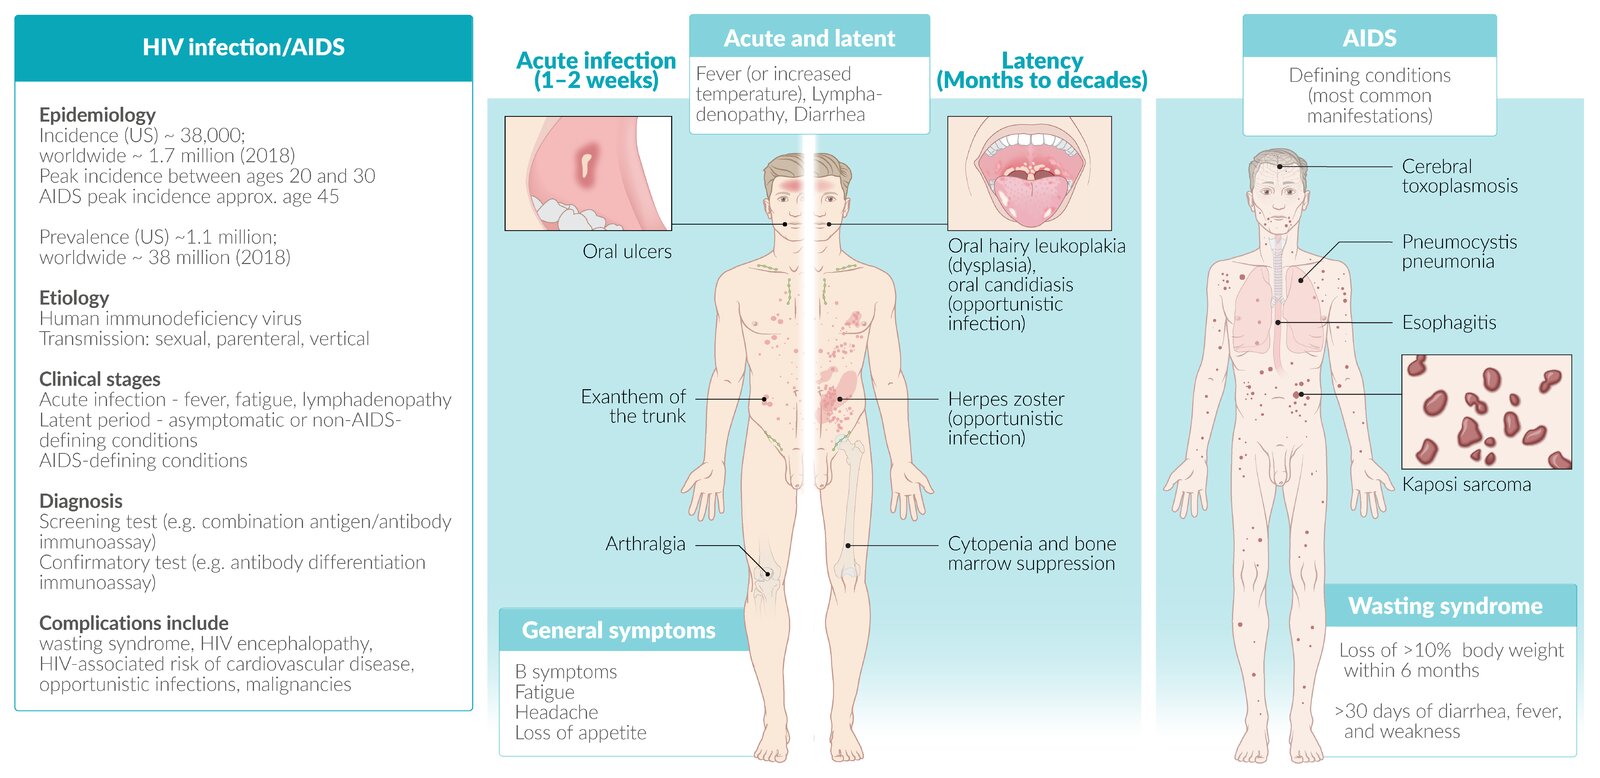 HIV infection/AIDS
Epidemiology
Incidence (US) ~ 38,000;
worldwide ~ 1.7 million (2018)
Peak incidence between ages 20 and 30
AIDS peak incidence approx. age 45
Prevalence (US) ~1.1 million;
worldwide ~ 38 million (2018)
Etiology
Human immunodeficiency virus
Transmission: sexual, parenteral, vertical
Clinical stages
Acute infection - fever, fatigue, lymphadenopathy
Latent period - asymptomatic or non-AIDS-
defining conditions
AIDS-defining conditions
Diagnosis
Screening test (e.g. combination antigen/antibody
immunoassay)
Confirmatory test (e.g. antibody differentiation
immunoassay)
Complications include
wasting syndrome, HIV encephalopathy,
HIV-associated risk of cardiovascular disease,
opportunistic infections, malignancies
Acute infection
(1–2 weeks)
Acute and latent
Fever (or increased
temperature), Lympha-
denopathy, Diarrhea
Latency
(Months to decades)
Oral ulcers
Oral hairy leukoplakia
(dysplasia),
oral candidiasis
(opportunistic
infection)
Exanthem of
the trunk
Herpes zoster
(opportunistic
infection)
Arthralgia
Cytopenia and bone
marrow suppression
General symptoms
B symptoms
Fatigue
Headache
Loss of appetite
AIDS
Defining conditions
(most common
manifestations)
Cerebral
toxoplasmosis
Pneumocystis
pneumonia
Esophagitis
Kaposi sarcoma
Wasting syndrome
Loss of >10% body weight
within 6 months
>30 days of diarrhea, fever,
and weakness